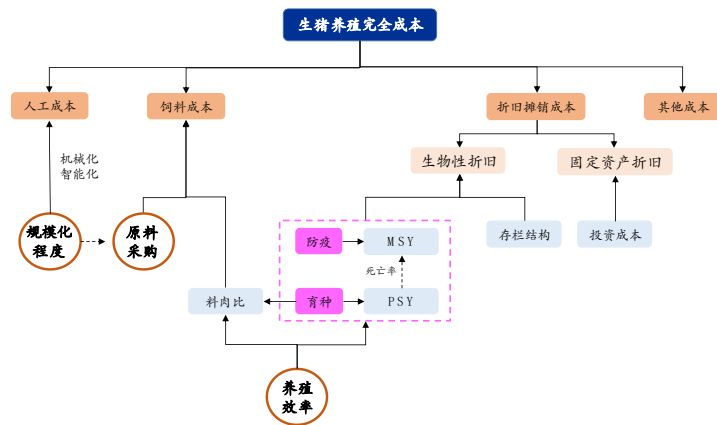 生猪养殖完全成本
人工成本
饲料成本
折旧摊销成本
其他成本
机械化
智能化
生物性折旧
固定资产折旧
规模化
程度
原料
采购
防疫
MSY
存栏结构
投资成本
死亡率
料肉比
育种
PSY
养殖
效率